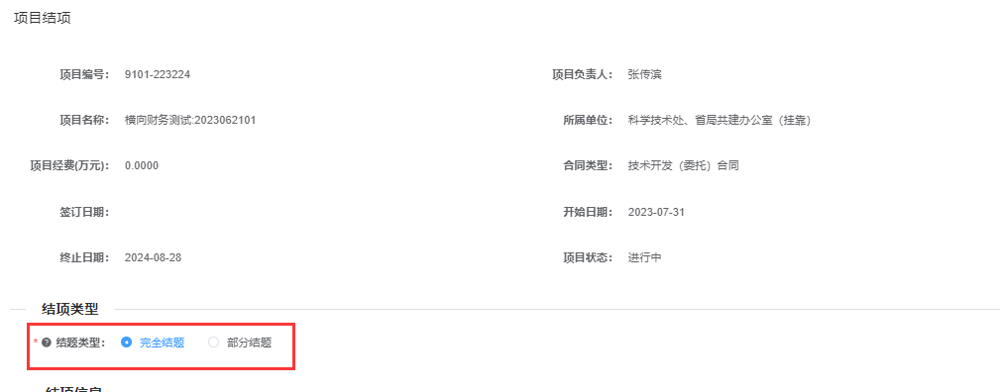 项目结项
项目编号： 9101-223224 项目负责人： 张传滨
项目名称： 横向财务测试:2023062101 所属单位： 科学技术处、省局共建办公室（挂靠）
项目经费(万元)： 0.0000 合同类型： 技术开发（委托）合同
签订日期： 开始日期： 2023-07-31
终止日期： 2024-08-28 项目状态： 进行中
结项类型
* 结题类型： 完全结题 部分结题
结项信息